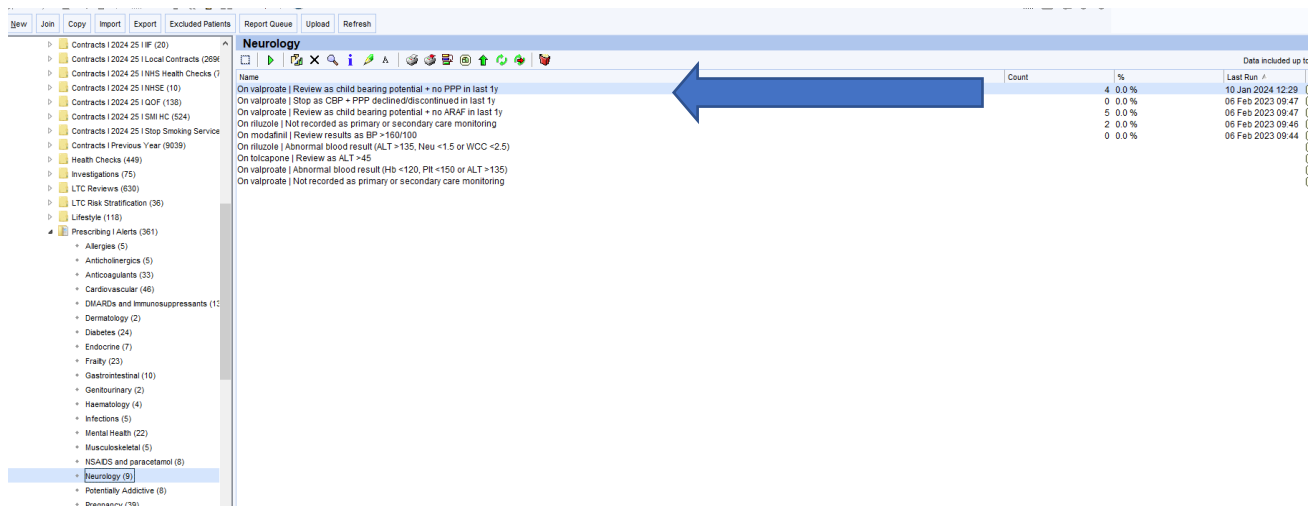 New Join Copy Import Export Excluded Patients Report Queue Upload Refresh
Contracts I 2024 25 I IIF (20)
Contracts I 2024 25 I Local Contracts (269
Contracts I 2024 25 I NHS Health Checks (7
Contracts I 2024 25 I NHSE (10)
Contracts I 2024 25 I QOF (138)
Contracts I 2024 25 I SMI HC (524)
Contracts I 2024 25 I Stop Smoking Service
Contracts I Previous Year (9039)
Health Checks (449)
Investigations (75)
LTC Reviews (630)
LTC Risk Stratification (36)
Lifestyle (118)
Prescribing I Alerts (361)
Allergies (5)
Anticholinergics (5)
Anticoagulants (33)
Cardiovascular (46)
DMARDs and Immunosuppressants (13
Dermatology (2)
Diabetes (24)
Endocrine (7)
Frailty (23)
Gastrointestinal (10)
Genitourinary (2)
Haematology (4)
Infections (5)
Mental Health (22)
Musculoskeletal (5)
NSAIDS and paracetamol (8)
Neurology (9)
Potentially Addictive (8)
Pregnancy (39)
Neurology
Data included up to
Name Count % Last Run
On valproate | Review as child bearing potential + no PPP in last 1y 4 0.0 % 10 Jan 2024 12:29
On valproate | Stop as CBP + PPP declined/discontinued in last 1y 0 0.0 % 06 Feb 2023 09:47
On valproate | Review as child bearing potential + no ARAF in last 1y 5 0.0 % 06 Feb 2023 09:47
On riluzole | Not recorded as primary or secondary care monitoring 2 0.0 % 06 Feb 2023 09:46
On modafinil | Review results as BP >160/100 0 0.0 % 06 Feb 2023 09:44
On riluzole | Abnormal blood result (ALT >135, Neu <1.5 or WCC <2.5)
On tolcapone | Review as ALT >45
On valproate | Abnormal blood result (Hb <120, Plt <150 or ALT >135)
On valproate | Not recorded as primary or secondary care monitoring